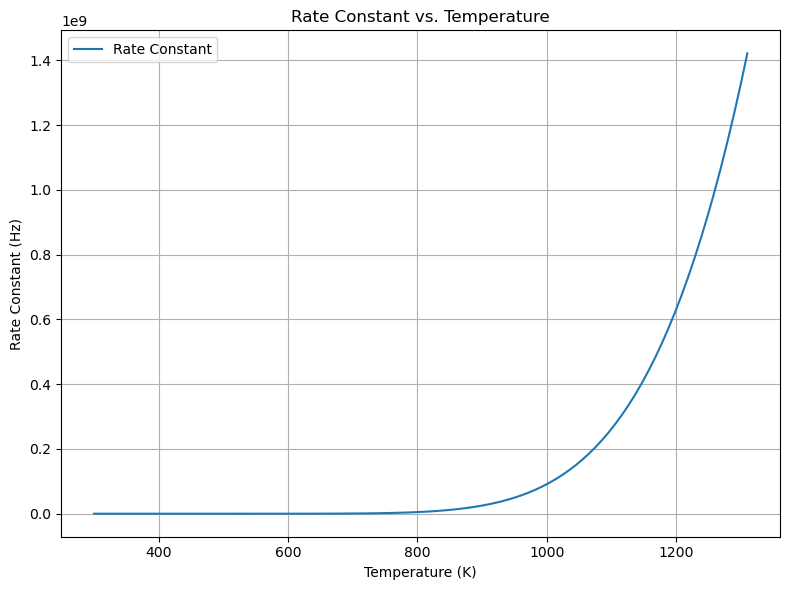 Rate Constant vs. Temperature
1e9
Rate Constant
1.4
1.2
1.0
0.8
0.6
0.4
0.2
0.0
Rate Constant (Hz)
400 600 800 1000 1200
Temperature (K)